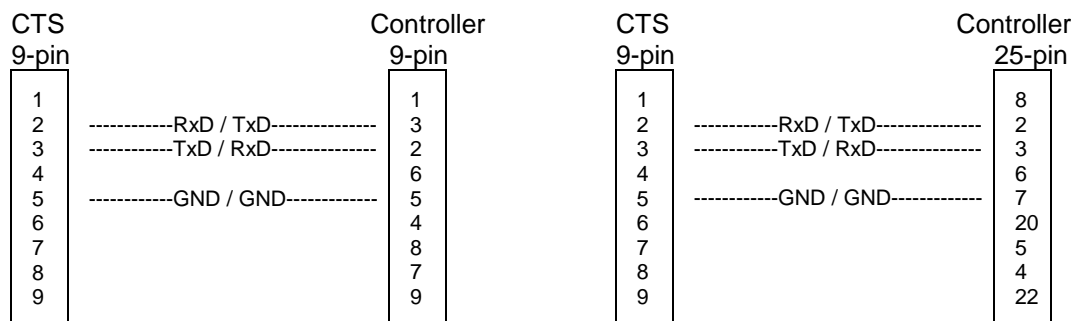 CTS Controller CTS Controller
9-pin 9-pin 9-pin 25-pin
1 1 1 8
2 ------------RxD / TxD--------------- 3 2 ------------RxD / TxD--------------- 2
3 ------------TxD / RxD--------------- 2 3 ------------TxD / RxD--------------- 3
4 6 4 6
5 ------------GND / GND------------- 5 5 ------------GND / GND------------- 7
6 4 6 20
7 8 7 5
8 7 8 4
9 9 9 22